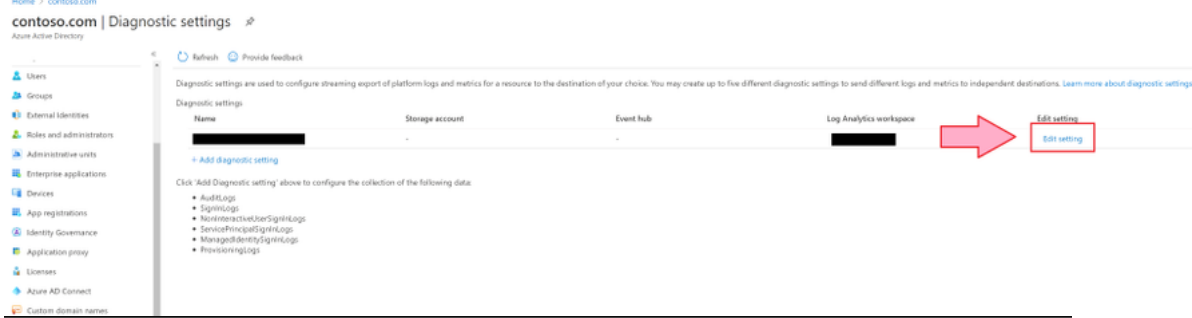 Home > contoso.com
contoso.com | Diagnostic settings
Azure Active Directory
«
Refresh Provide feedback
Users
Groups
External Identities
Roles and administrators
Administrative units
Enterprise applications
Devices
App registrations
Identity Governance
Application proxy
Licenses
Azure AD Connect
Custom domain names
Diagnostic settings are used to configure streaming export of platform logs and metrics for a resource to the destination of your choice. You may create up to five different diagnostic settings to send different logs and metrics to independent destinations. Learn more about diagnostic settings
Diagnostic settings
Name Storage account Event hub Log Analytics workspace Edit setting
- - Edit setting
+ Add diagnostic setting
Click 'Add Diagnostic setting' above to configure the collection of the following data:
• AuditLogs
• SignInLogs
• NonInteractiveUserSignInLogs
• ServicePrincipalSignInLogs
• ManagedIdentitySignInLogs
• ProvisioningLogs